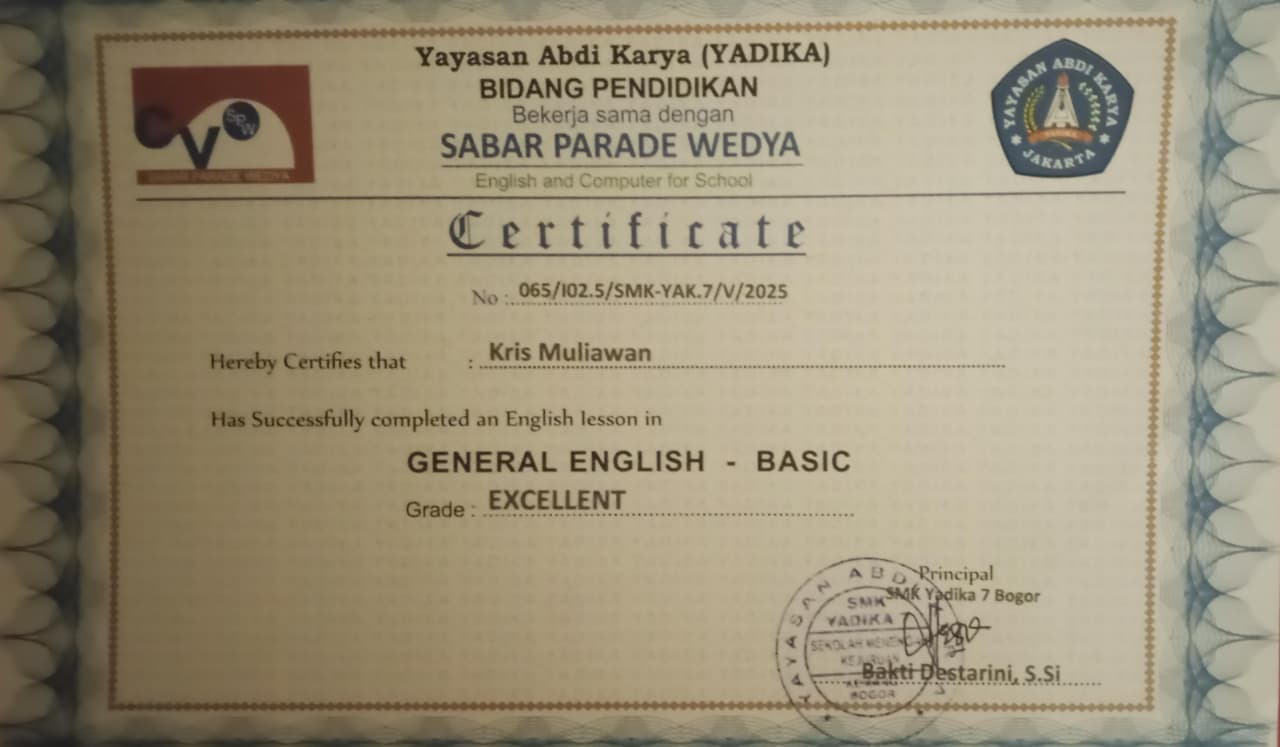 Yayasan Abdi Karya (YADIKA)
BIDANG PENDIDIKAN
Bekerja sama dengan
SABAR PARADE WEDYA
English and Computer for School
CV SPW
SABAR PARADE WEDYA
YAYASAN ABDI KARYA
YADIKA
JAKARTA
Certificate
No : 065/I02.5/SMK-YAK.7/V/2025
Hereby Certifies that : Kris Muliawan
Has Successfully completed an English lesson in
GENERAL ENGLISH - BASIC
Grade : EXCELLENT
Principal
SMK Yadika 7 Bogor
Bakti Destarini, S.Si
YAYASAN ABD
SMK
YADIKA
SEKOLAH
BOGOR